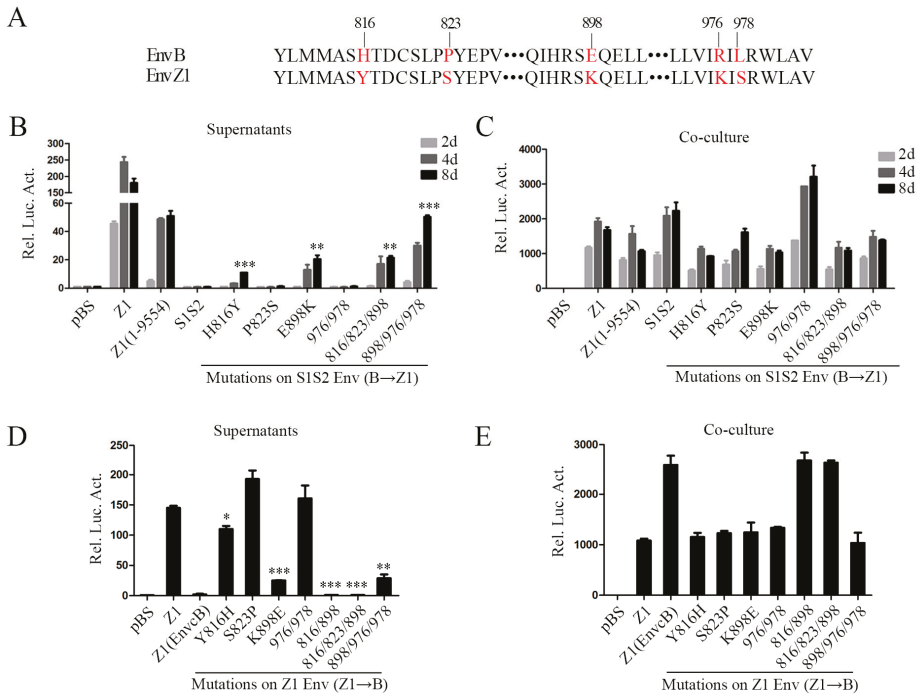 A
816 823 898 976 978
EnvB YLMMASHTDCSLPPYEPV•••QIHRSEQELL•••LLVIRILRWLAV
EnvZ1 YLMMASYTDCSLPSYEPV•••QIHRSKQELL•••LLVIKISRWLAV
B
Supernatants
2d
4d
8d
Rel. Luc. Act.
300
250
200
150
100
50
60
40
20
0
***
**
**
***
pBS
Z1
Z1(1-9554)
S1S2
H816Y
P823S
E898K
976/978
816/823/898
898/976/978
Mutations on S1S2 Env (B→Z1)
C
Co-culture
2d
4d
8d
Rel. Luc. Act.
4000
3000
2000
1000
0
pBS
Z1
Z1(1-9554)
S1S2
H816Y
P823S
E898K
976/978
816/823/898
898/976/978
Mutations on S1S2 Env (B→Z1)
D
Supernatants
Rel. Luc. Act.
250
200
150
100
50
0
*
***
***
***
**
pBS
Z1
Z1(EnvcB)
Y816H
S823P
K898E
976/978
816/898
816/823/898
898/976/978
Mutations on Z1 Env (Z1→B)
E
Co-culture
Rel. Luc. Act.
3000
2000
1000
0
pBS
Z1
Z1(EnvcB)
Y816H
S823P
K898E
976/978
816/898
816/823/898
898/976/978
Mutations on Z1 Env (Z1→B)